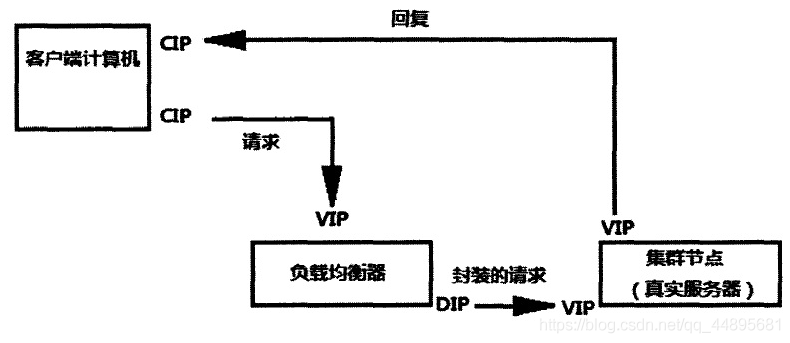 回复
CIP
客户端计算机
CIP
请求
VIP
VIP
负载均衡器
封装的请求
集群节点
（真实服务器）
DIP
VIP
https://blog.csdn.net/qq_44895681